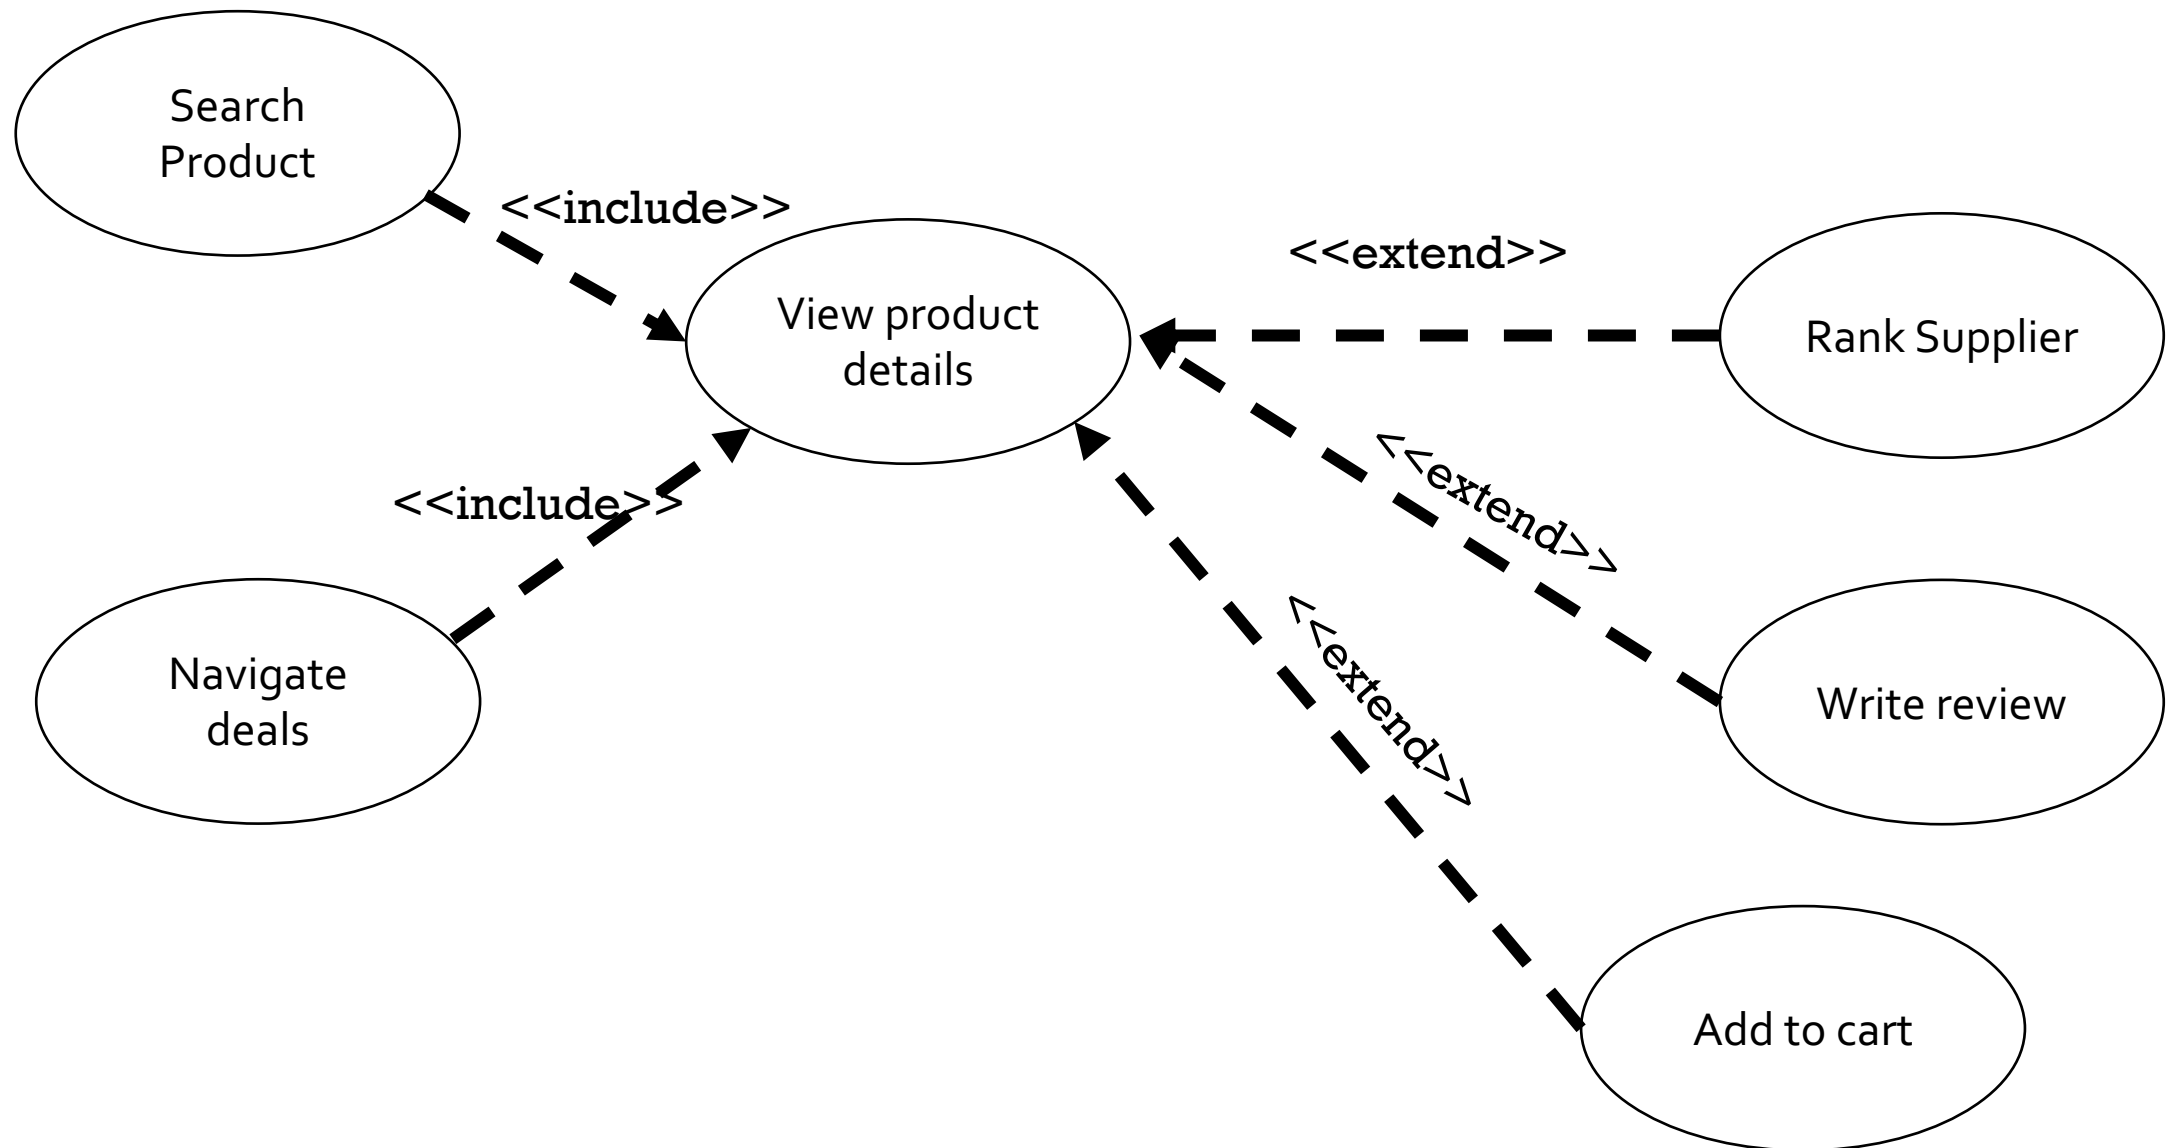 Search
Product
<<include>>
View product
details
<<extend>>
Rank Supplier
<<include>>
<<extend>>
Navigate
deals
<<extend>>
Write review
Add to cart